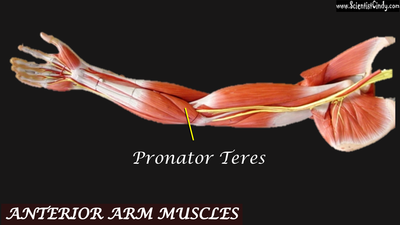 www.ScientistCindy.com
Pronator Teres
ANTERIOR ARM MUSCLES